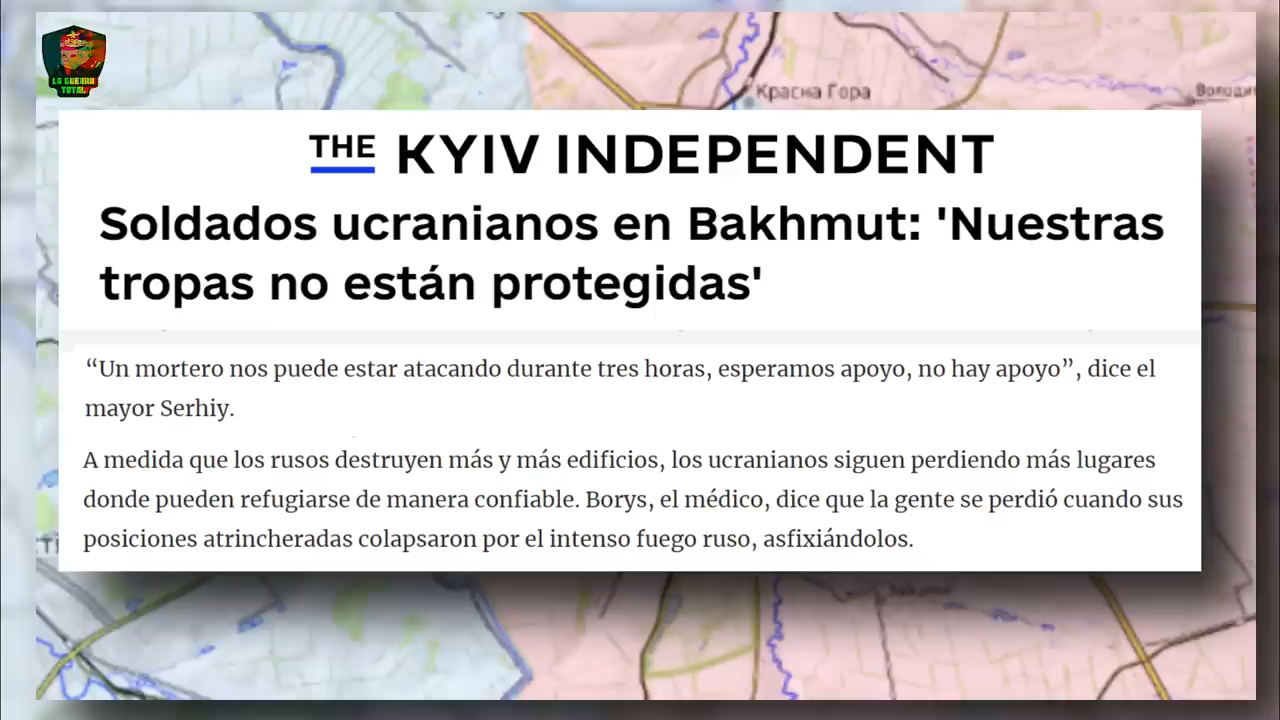 LA GUERRA
TOTAL
Красна Гора
THE KYIV INDEPENDENT
Soldados ucranianos en Bakhmut: 'Nuestras
tropas no están protegidas'
“Un mortero nos puede estar atacando durante tres horas, esperamos apoyo, no hay apoyo”, dice el
mayor Serhiy.
A medida que los rusos destruyen más y más edificios, los ucranianos siguen perdiendo más lugares
donde pueden refugiarse de manera confiable. Borys, el médico, dice que la gente se perdió cuando sus
posiciones atrincheradas colapsaron por el intenso fuego ruso, asfixiándolos.